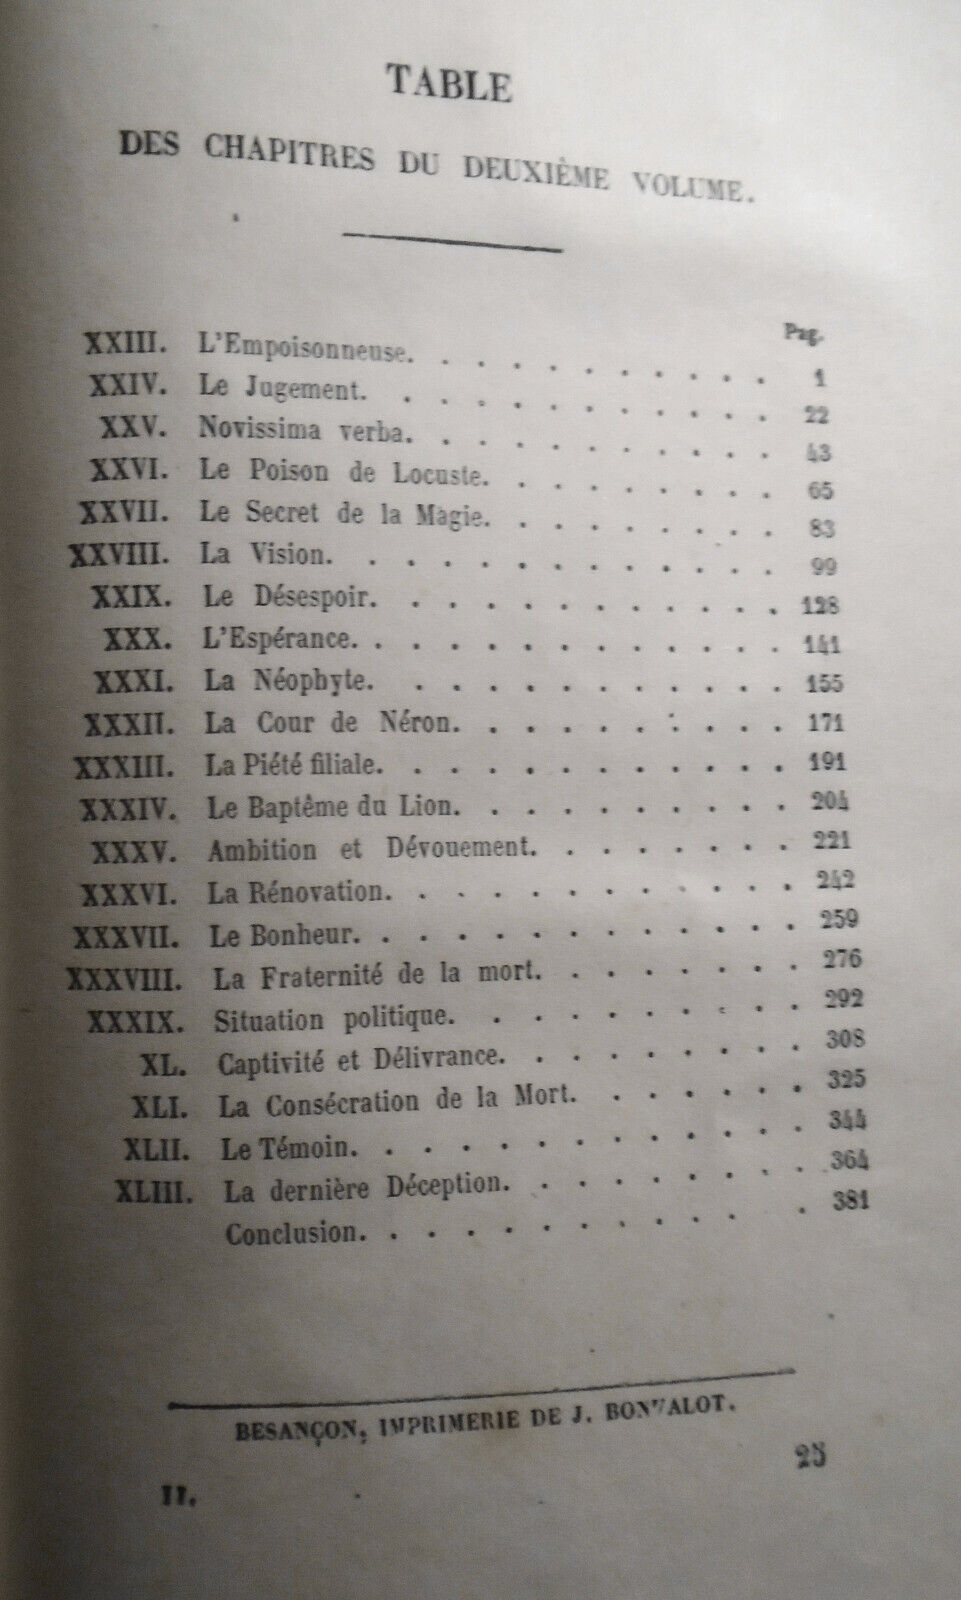 TABLE
DES CHAPITRES DU DEUXIÈME VOLUME.
Pag.
XXIII. L'Empoisonneuse. . . . . . . . . . 1
XXIV. Le Jugement. . . . . . . . . . . 22
XXV. Novissima verba. . . . . . . . . . 43
XXVI. Le Poison de Locuste. . . . . . . . 65
XXVII. Le Secret de la Magie. . . . . . . . 83
XXVIII. La Vision. . . . . . . . . . . . 99
XXIX. Le Désespoir. . . . . . . . . . . 128
XXX. L'Espérance. . . . . . . . . . . . 141
XXXI. La Néophyte. . . . . . . . . . . 155
XXXII. La Cour de Néron. . . . . . . . . . 171
XXXIII. La Piété filiale. . . . . . . . . . . 191
XXXIV. Le Baptême du Lion. . . . . . . . . 204
XXXV. Ambition et Dévouement. . . . . . . . 221
XXXVI. La Rénovation. . . . . . . . . . . 242
XXXVII. Le Bonheur. . . . . . . . . . . . 259
XXXVIII. La Fraternité de la mort. . . . . . . . 276
XXXIX. Situation politique. . . . . . . . . . 292
XL. Captivité et Délivrance. . . . . . . . . 308
XLI. La Consécration de la Mort. . . . . . . 325
XLII. Le Témoin. . . . . . . . . . . . 344
XLIII. La dernière Déception. . . . . . . . . 364
Conclusion. . . . . . . . . . . . 381
BESANÇON, IMPRIMERIE DE J. BONVALOT.
II. 25